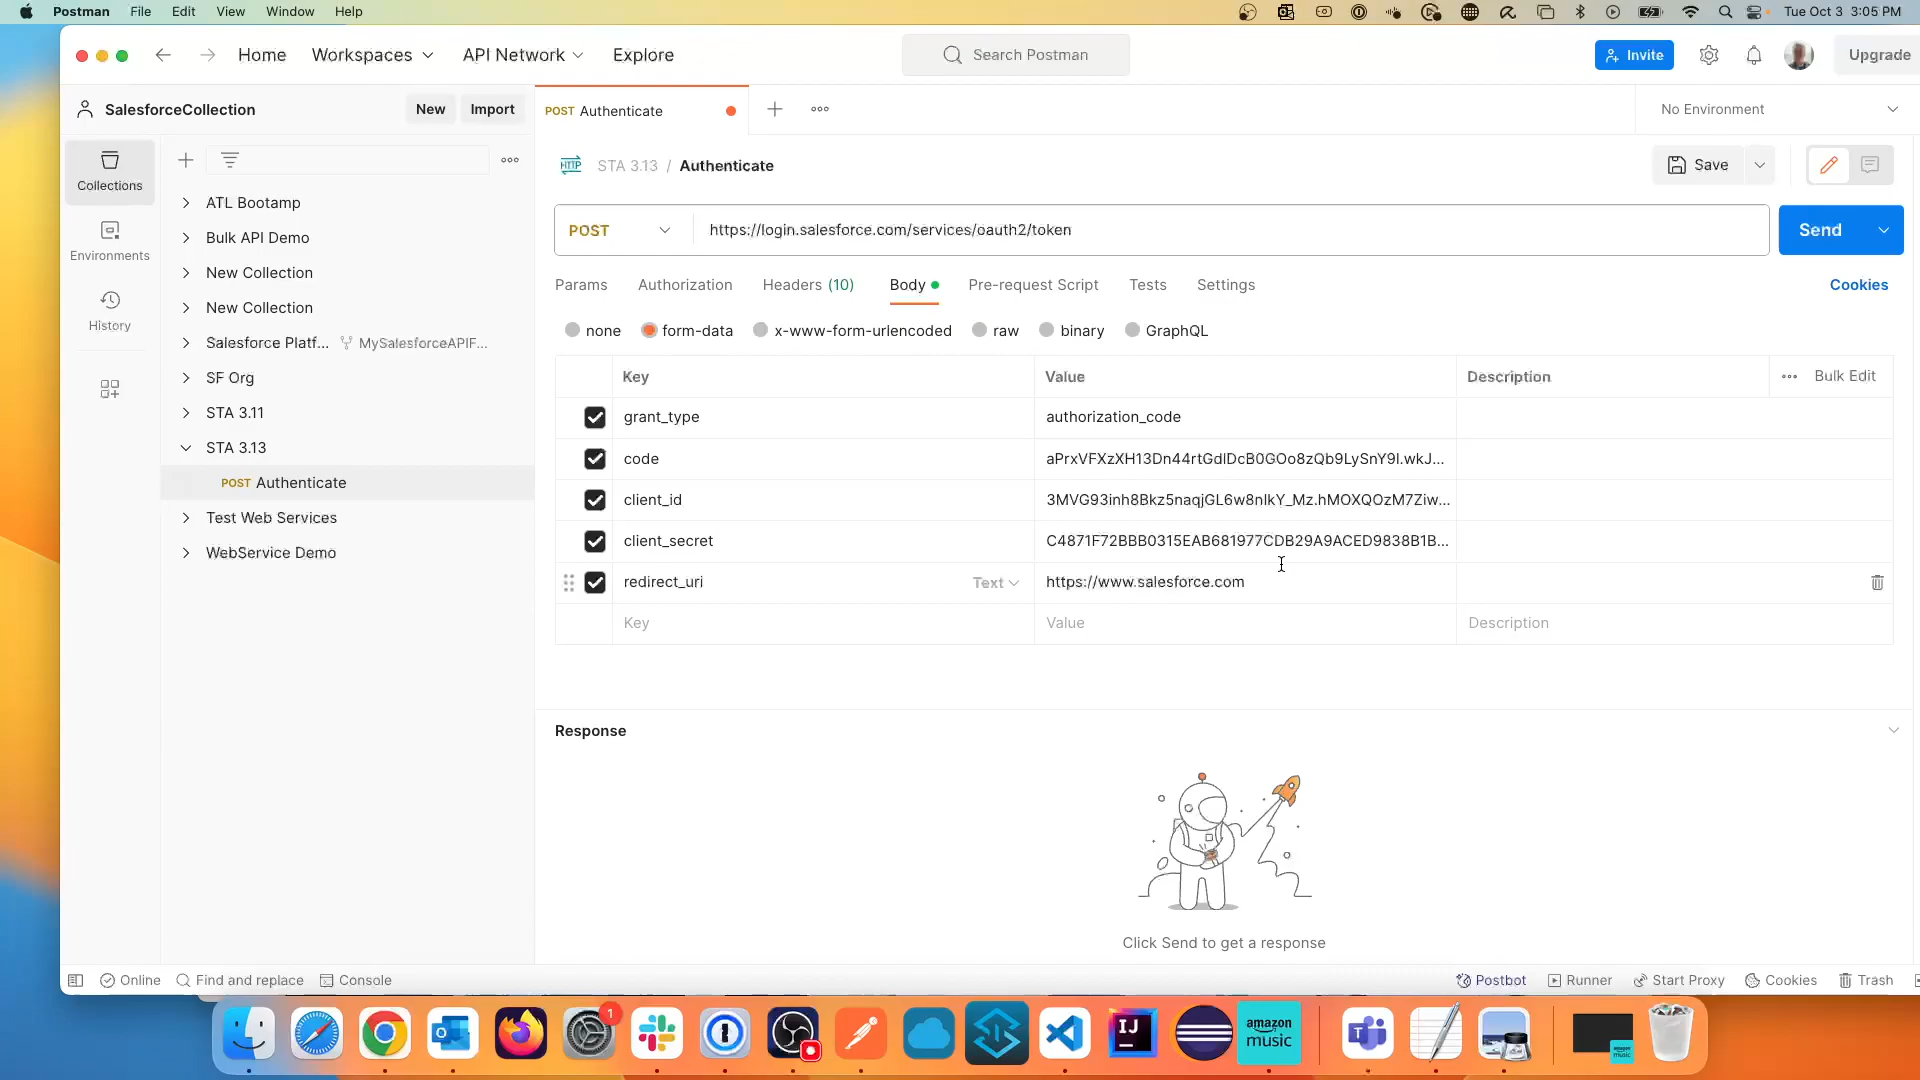 Postman File Edit View Window Help Tue Oct 3 3:05 PM
Home Workspaces API Network Explore Search Postman Invite Upgrade
SalesforceCollection New Import POST Authenticate No Environment
STA 3.13 / Authenticate Save
Collections
Environments
History
ATL Bootamp
Bulk API Demo
New Collection
New Collection
Salesforce Platf... MySalesforceAPIF...
SF Org
STA 3.11
STA 3.13
POST Authenticate
Test Web Services
WebService Demo
HTTP
POST https://login.salesforce.com/services/oauth2/token Send
Params Authorization Headers (10) Body Pre-request Script Tests Settings Cookies
none form-data x-www-form-urlencoded raw binary GraphQL
Key Value Description Bulk Edit
grant_type authorization_code
code aPrxVFXzXH13Dn44rtGdlDcB0GOo8zQb9LySnY9l.wkJ...
client_id 3MVG93inh8Bkz5naqjGL6w8nlkY_Mz.hMOXQOzM7Ziw...
client_secret C4871F72BBB0315EAB681977CDB29A9ACED9838B1B...
redirect_uri Text https://www.salesforce.com
Key Value Description
Response
Click Send to get a response
Online Find and replace Console Postbot Runner Start Proxy Cookies Trash
1
IJ
amazon
music
amazon
music